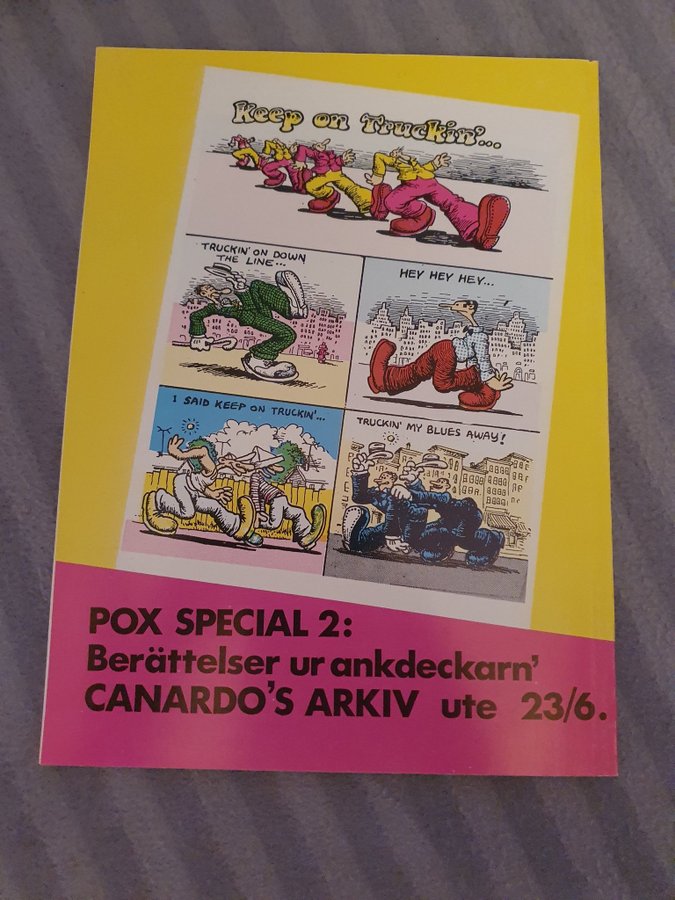 Keep on Truckin'...
TRUCKIN' ON DOWN
THE LINE...
HEY HEY HEY...
I SAID KEEP ON TRUCKIN'...
TRUCKIN' MY BLUES AWAY!
POX SPECIAL 2:
Berättelser ur ankdeckarn'
CANARDO'S ARKIV ute 23/6.